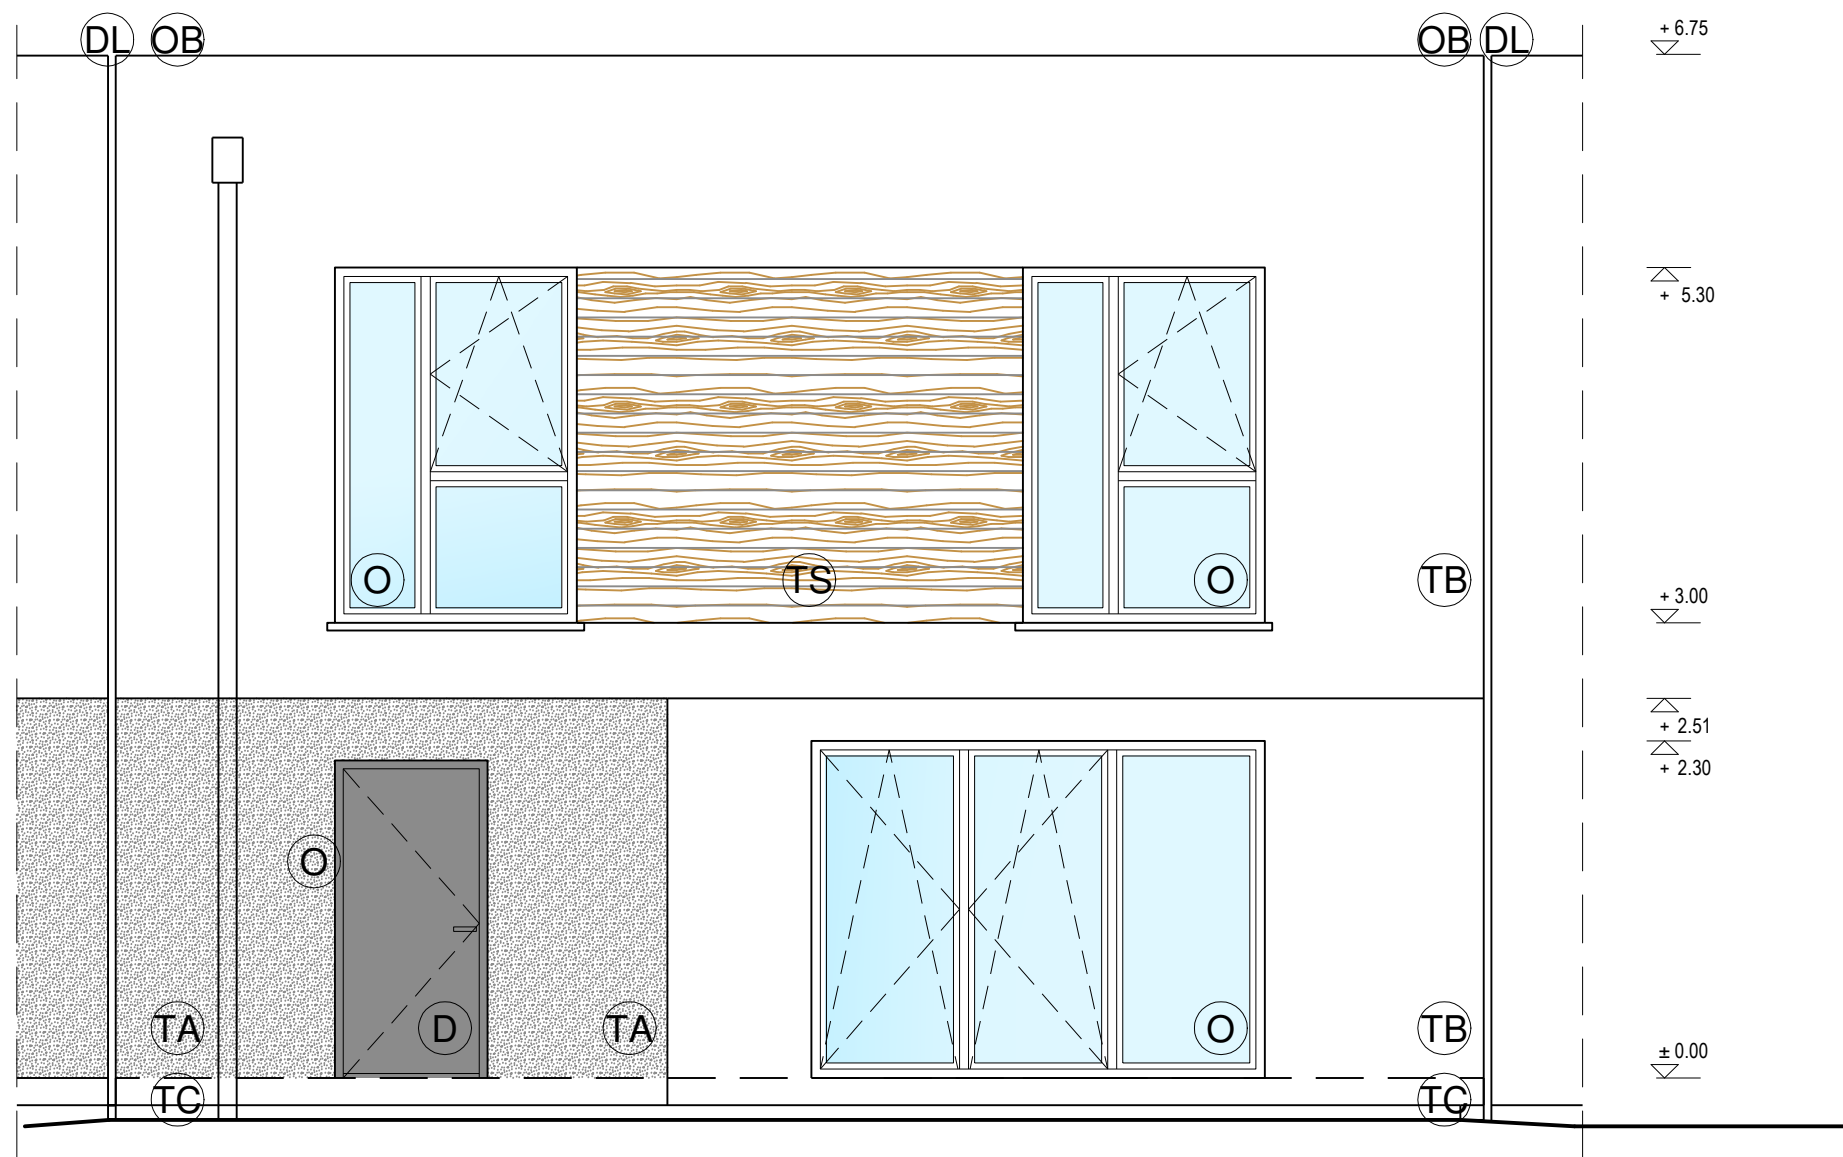 DL OB OB DL + 6.75
+ 5.30
O TS O TB + 3.00
+ 2.51
+ 2.30
O
TA D TA O TB
± 0.00
TC TC